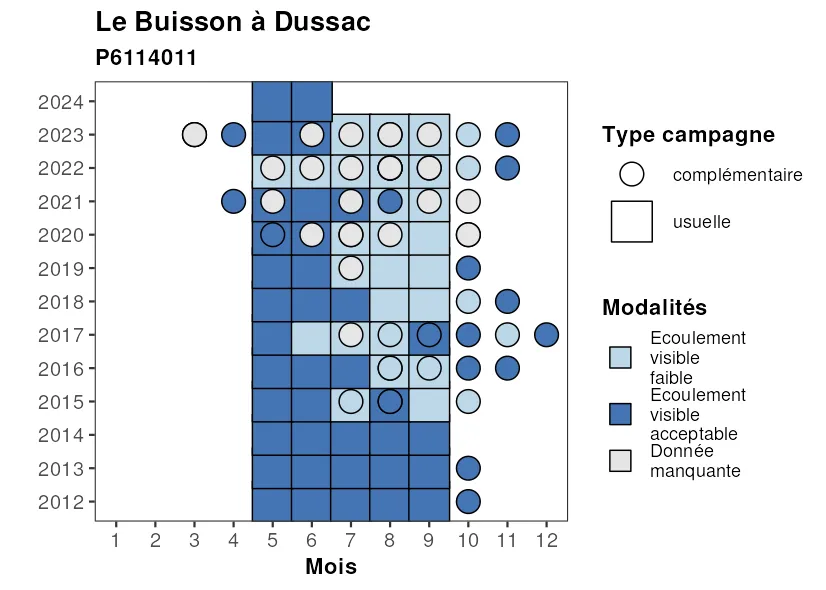 Le Buisson à Dussac
P6114011
2024
2023
2022
2021
2020
2019
2018
2017
2016
2015
2014
2013
2012
1 2 3 4 5 6 7 8 9 10 11 12
Mois
Type campagne
complémentaire
usuelle
Modalités
Ecoulement
visible
faible
Ecoulement
visible
acceptable
Donnée
manquante